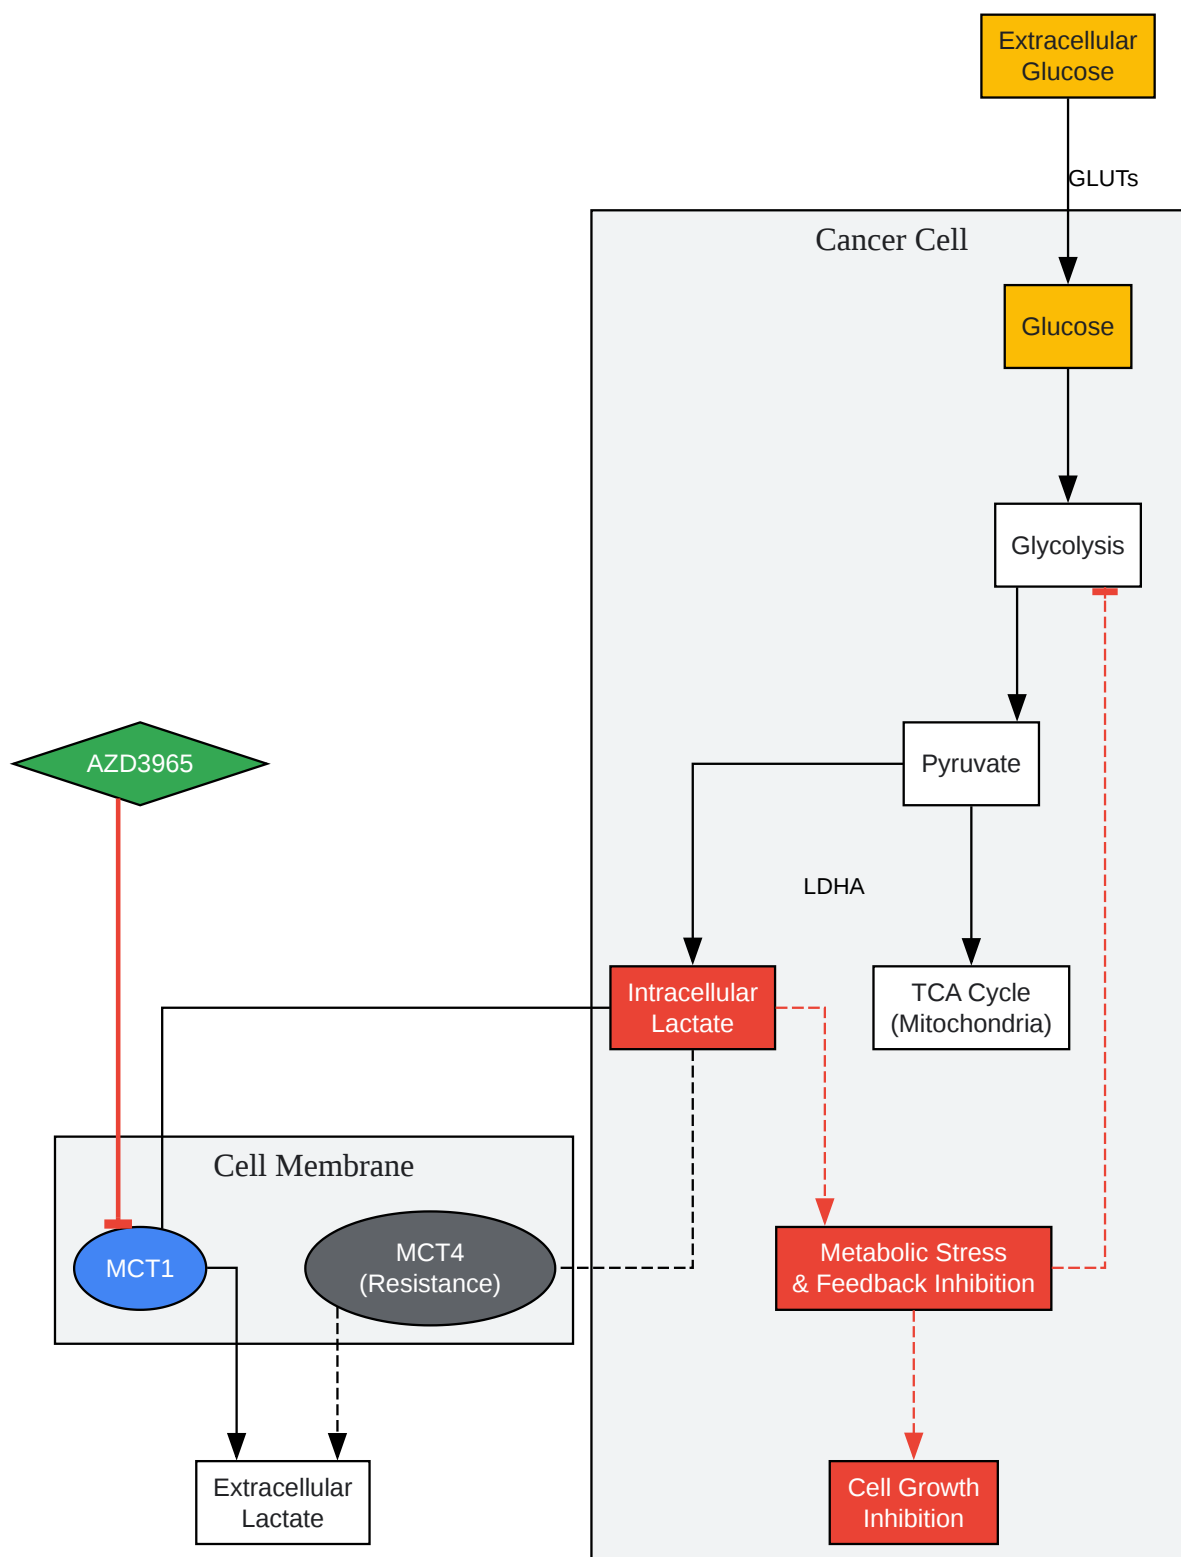 Extracellular
Glucose
GLUTs
Cancer Cell
Glucose
Glycolysis
AZD3965
Pyruvate
LDHA
Intracellular
Lactate
TCA Cycle
(Mitochondria)
Cell Membrane
MCT1
MCT4
(Resistance)
Metabolic Stress
& Feedback Inhibition
Extracellular
Lactate
Cell Growth
Inhibition